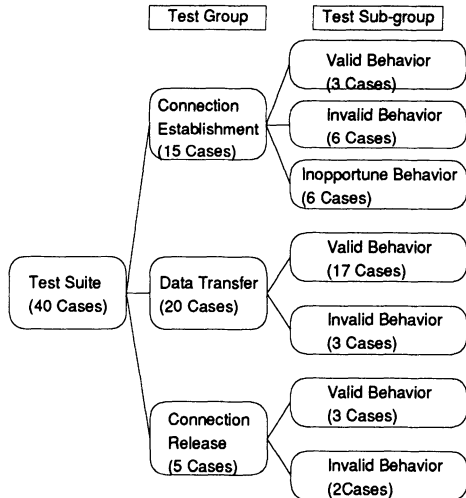 Test Group
Test Sub-group
Valid Behavior
(3 Cases)
Connection
Establishment
(15 Cases)
Invalid Behavior
(6 Cases)
Inopportune Behavior
(6 Cases)
Test Suite
(40 Cases)
Data Transfer
(20 Cases)
Valid Behavior
(17 Cases)
Invalid Behavior
(3 Cases)
Connection
Release
(5 Cases)
Valid Behavior
(3 Cases)
Invalid Behavior
(2Cases)